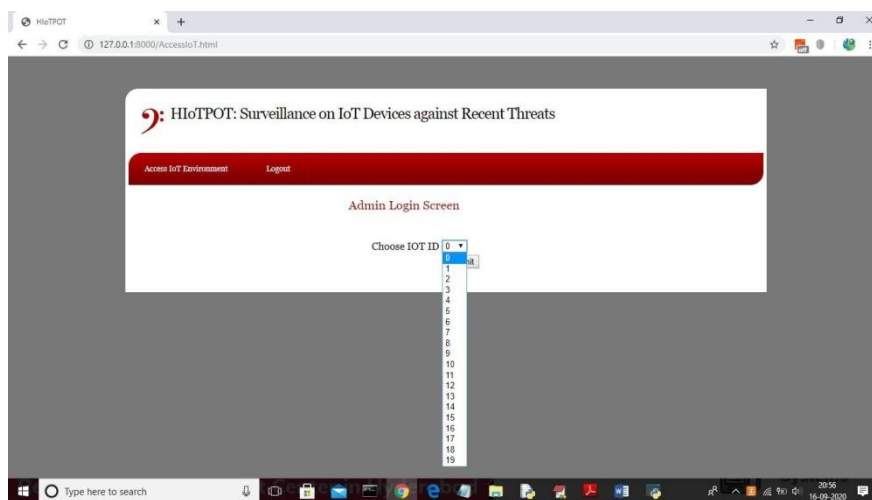 HIoTPOT
127.0.0.1:8000/AccessIoT.html
off
HIoTPOT: Surveillance on IoT Devices against Recent Threats
Access IoT Environment Logout
Admin Login Screen
Choose IOT ID 0
0
1
2
3
4
5
6
7
8
9
10
11
12
13
14
15
16
17
18
19
Type here to search
20:56
16-09-2020